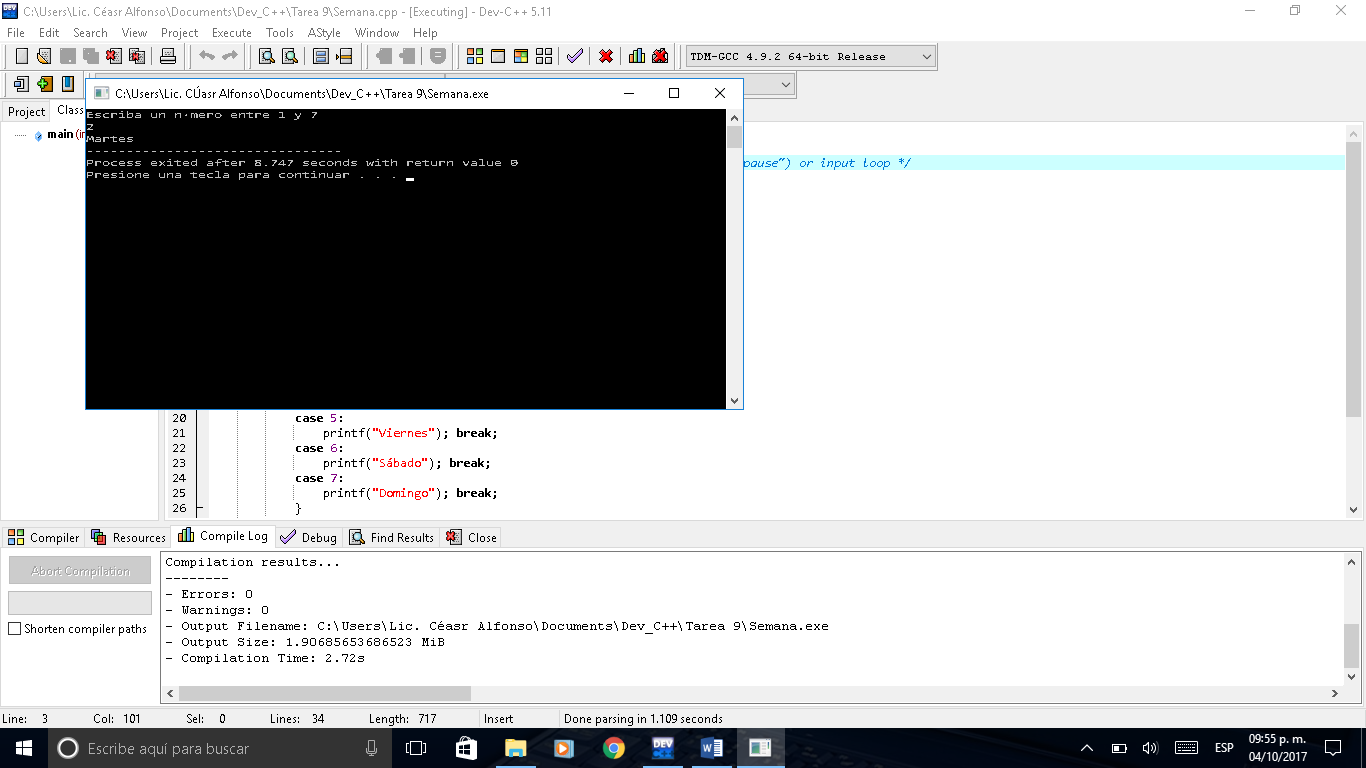 C:\Users\Lic. Céasr Alfonso\Documents\Dev_C++\Tarea 9\Semana.cpp - [Executing] - Dev-C++ 5.11
File Edit Search View Project Execute Tools AStyle Window Help
TDM-GCC 4.9.2 64-bit Release
C:\Users\Lic. CÚasr Alfonso\Documents\Dev_C++\Tarea 9\Semana.exe
Project Class
main (in
Escriba un n·mero entre 1 y 7
2
Martes
--------------------------------
Process exited after 8.747 seconds with return value 0
Presione una tecla para continuar . . .
pause") or input loop */
20 case 5:
21 printf("Viernes"); break;
22 case 6:
23 printf("Sábado"); break;
24 case 7:
25 printf("Domingo"); break;
26 }
Compiler Resources Compile Log Debug Find Results Close
Abort Compilation
Shorten compiler paths
Compilation results...
--------
- Errors: 0
- Warnings: 0
- Output Filename: C:\Users\Lic. Céasr Alfonso\Documents\Dev_C++\Tarea 9\Semana.exe
- Output Size: 1.90685653686523 MiB
- Compilation Time: 2.72s
Line: 3 Col: 101 Sel: 0 Lines: 34 Length: 717 Insert Done parsing in 1.109 seconds
Escribe aquí para buscar
DEV
ESP
09:55 p. m.
04/10/2017